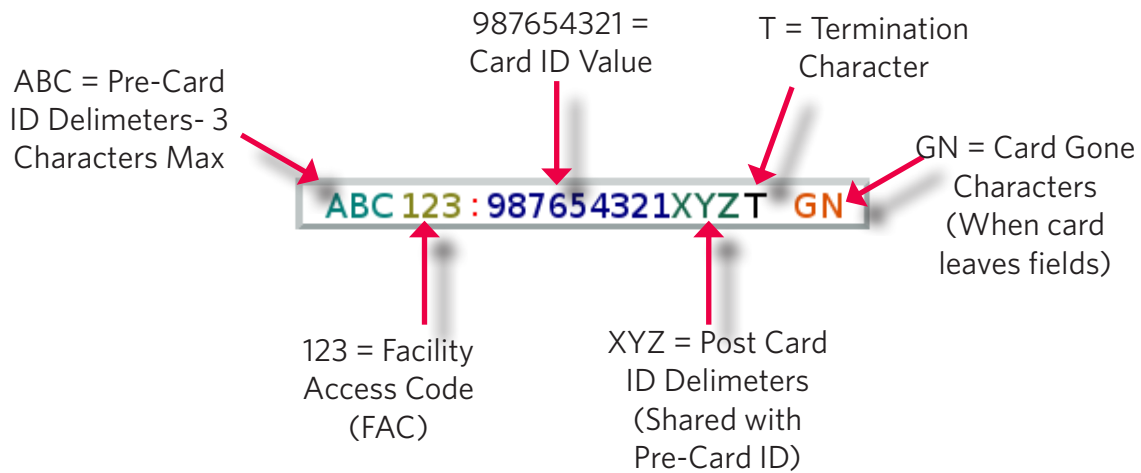 987654321 =
Card ID Value
T = Termination
Character
ABC = Pre-Card
ID Delimeters- 3
Characters Max
GN = Card Gone
Characters
(When card
leaves fields)
ABC 123 : 987654321XYZ T GN
123 = Facility
Access Code
(FAC)
XYZ = Post Card
ID Delimeters
(Shared with
Pre-Card ID)